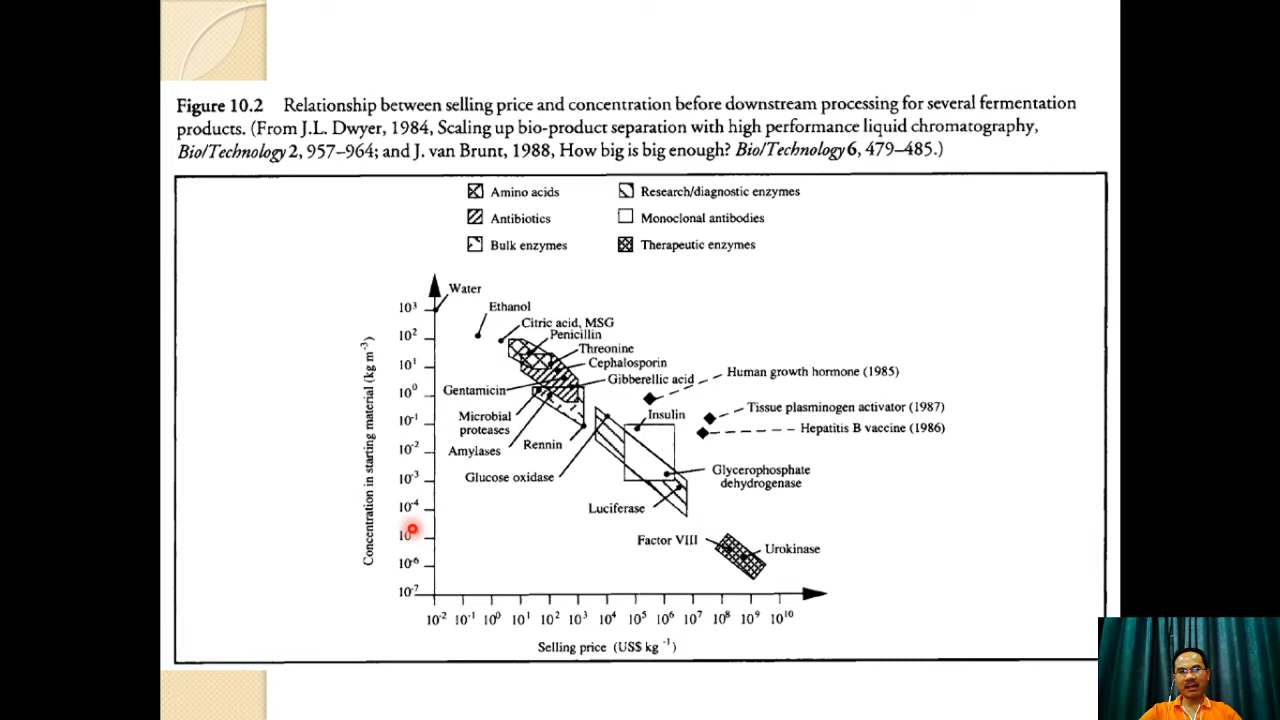 Figure 10.2 Relationship between selling price and concentration before downstream processing for several fermentation
products. (From J.L. Dwyer, 1984, Scaling up bio-product separation with high performance liquid chromatography,
Bio/Technology 2, 957–964; and J. van Brunt, 1988, How big is big enough? Bio/Technology 6, 479–485.)
Amino acids
Research/diagnostic enzymes
Antibiotics
Monoclonal antibodies
Bulk enzymes
Therapeutic enzymes
Water
10³
Ethanol
Citric acid, MSG
10²
Penicillin
Threonine
10¹
Cephalosporin
Human growth hormone (1985)
Gibberellic acid
Gentamicin
10⁰
Tissue plasminogen activator (1987)
Insulin
Microbial
proteases
10⁻¹
Hepatitis B vaccine (1986)
Rennin
Amylases
10⁻²
Glycerophosphate
dehydrogenase
Glucose oxidase
10⁻³
Luciferase
10⁻⁴
10
Factor VIII
Urokinase
10⁻⁶
10⁻⁷
Concentration in starting material (kg m⁻³)
10⁻² 10⁻¹ 10⁰ 10¹ 10² 10³ 10⁴ 10⁵ 10⁶ 10⁷ 10⁸ 10⁹ 10¹⁰
Selling price (US$ kg⁻¹)